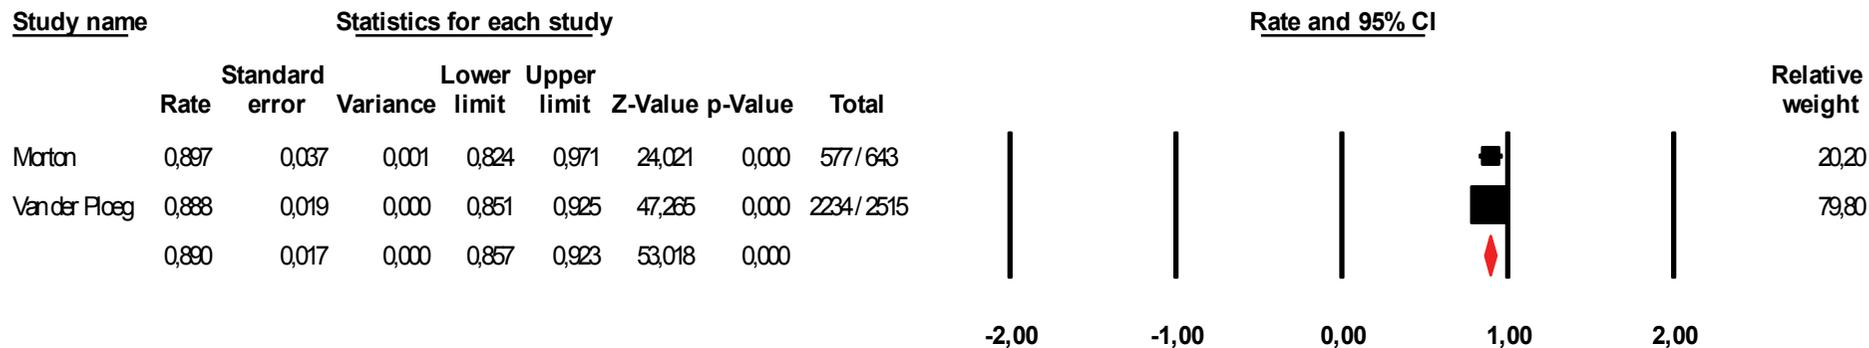 Study name Statistics for each study Rate and 95% CI
Standard Lower Upper Relative
Rate error Variance limit limit Z-Value p-Value Total weight
Morton 0,897 0,037 0,001 0,824 0,971 24,021 0,000 577 / 643 20,20
Van der Ploeg 0,888 0,019 0,000 0,851 0,925 47,265 0,000 2234 / 2515 79,80
0,890 0,017 0,000 0,857 0,923 53,018 0,000
-2,00 -1,00 0,00 1,00 2,00